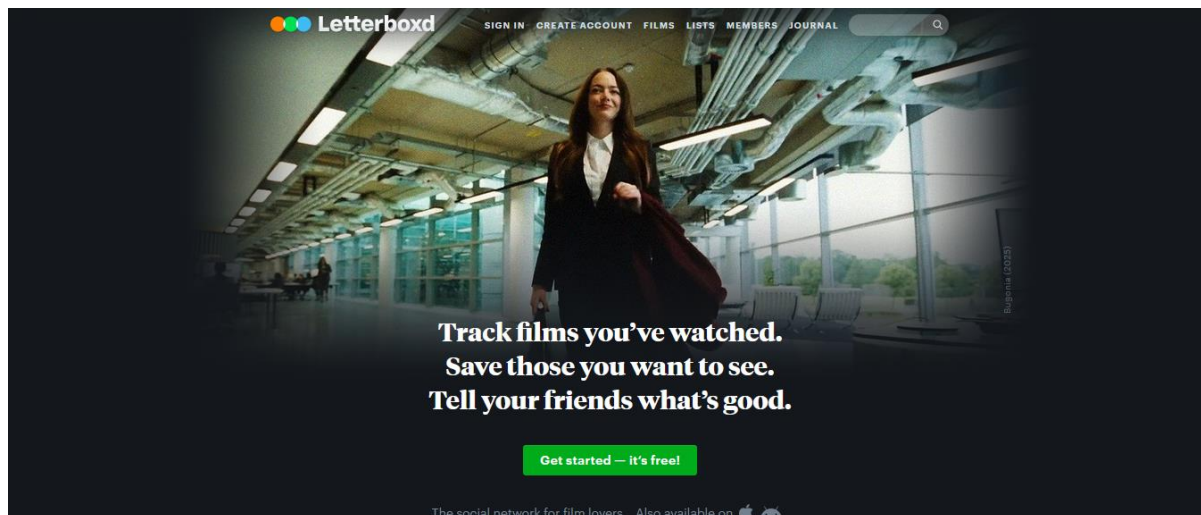 Letterboxd
SIGN IN CREATE ACCOUNT FILMS LISTS MEMBERS JOURNAL
Bugonia (2025)
Track films you’ve watched.
Save those you want to see.
Tell your friends what’s good.
Get started — it’s free!
The social network for film lovers. Also available on